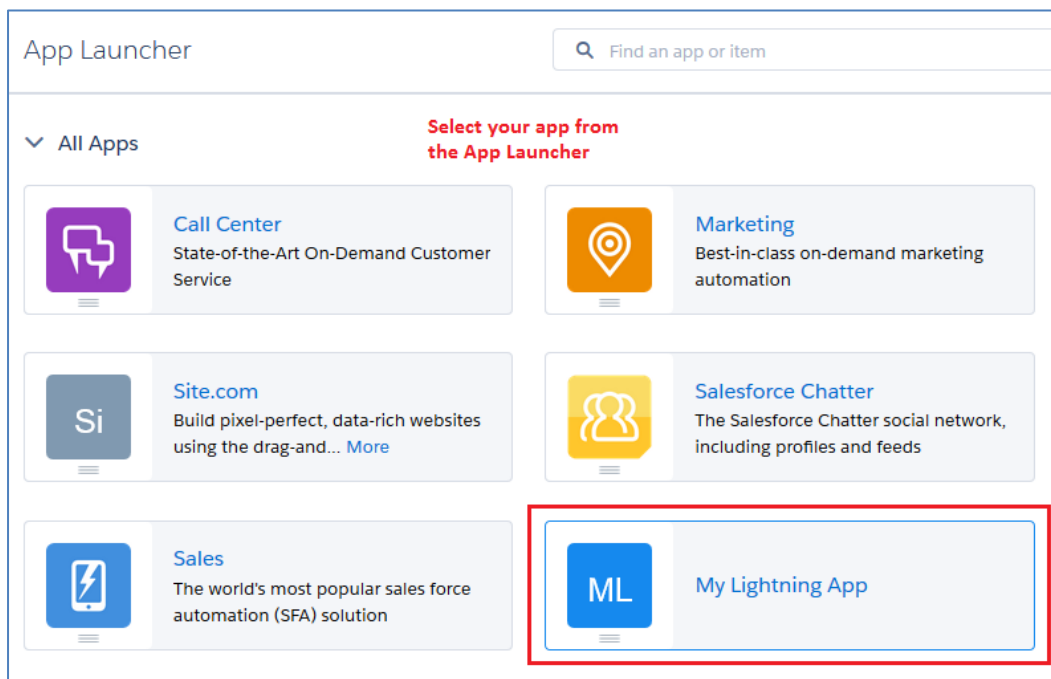 App Launcher
Find an app or item
Select your app from
the App Launcher
All Apps
Call Center
State-of-the-Art On-Demand Customer
Service
Marketing
Best-in-class on-demand marketing
automation
Si
Site.com
Build pixel-perfect, data-rich websites
using the drag-and... More
Salesforce Chatter
The Salesforce Chatter social network,
including profiles and feeds
Sales
The world's most popular sales force
automation (SFA) solution
ML
My Lightning App